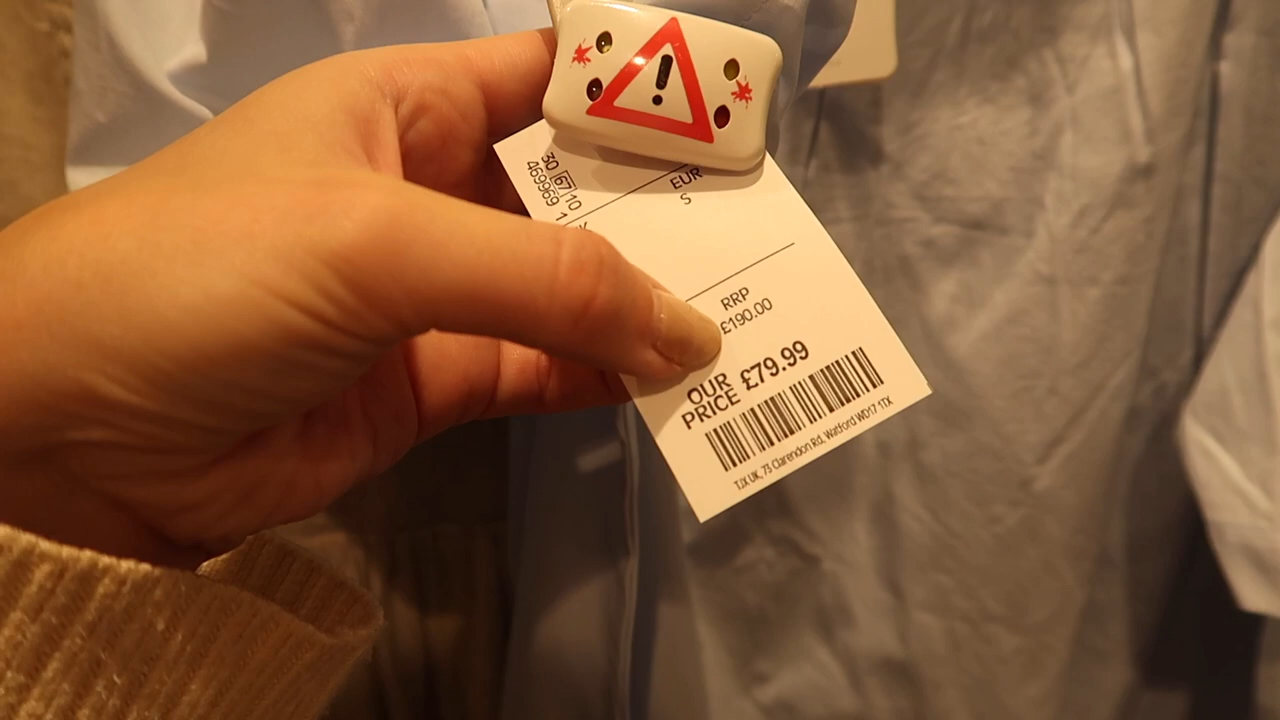 !
30 67 10
469969 1
EUR
S
RRP
£190.00
OUR
PRICE £79.99
TJX UK, 73 Clarendon Rd, Watford WD17 1TX